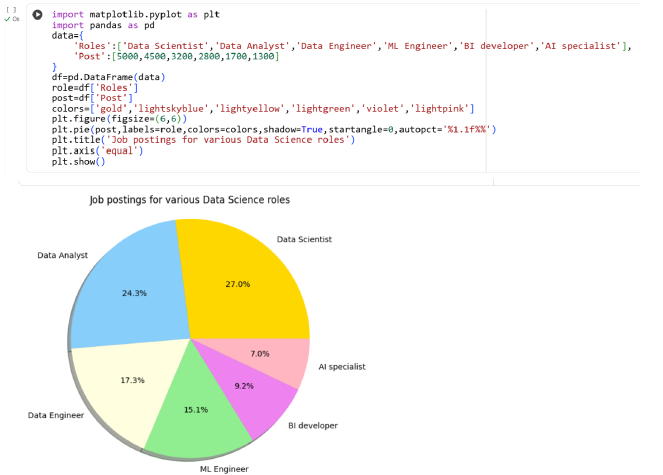 [ ]
0s
import matplotlib.pyplot as plt
import pandas as pd
data={
    'Roles':['Data Scientist','Data Analyst','Data Engineer','ML Engineer','BI developer','AI specialist'],
    'Post':[5000,4500,3200,2800,1700,1300]
}
df=pd.DataFrame(data)
role=df['Roles']
post=df['Post']
colors=['gold','lightskyblue','lightyellow','lightgreen','violet','lightpink']
plt.figure(figsize=(6,6))
plt.pie(post,labels=role,colors=colors,shadow=True,startangle=0,autopct='%1.1f%%')
plt.title('Job postings for various Data Science roles')
plt.axis('equal')
plt.show()
Job postings for various Data Science roles
Data Scientist
Data Analyst
27.0%
24.3%
7.0%
AI specialist
17.3%
9.2%
15.1%
Data Engineer
BI developer
ML Engineer